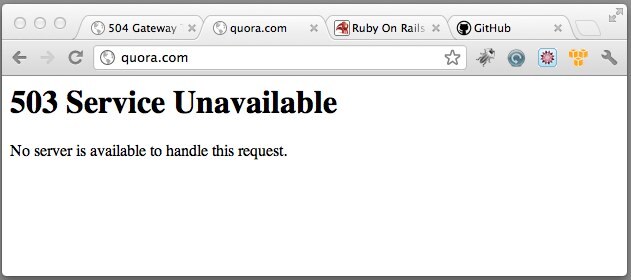 504 Gateway
quora.com
Ruby On Rails
GitHub
quora.com
503 Service Unavailable
No server is available to handle this request.